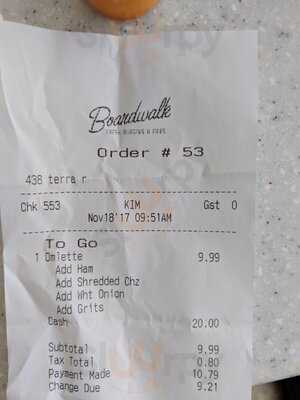 Boardwalk
FRESH BURGERS & FRIES
Order # 53
438 terra r
Chk 553 KIM Gst 0
Nov18'17 09:51AM
To Go
1 Omlette 9.99
Add Ham
Add Shredded Chz
Add Wht Onion
Add Grits
Cash 20.00
Subtotal 9.99
Tax Total 0.80
Payment Made 10.79
Change Due 9.21